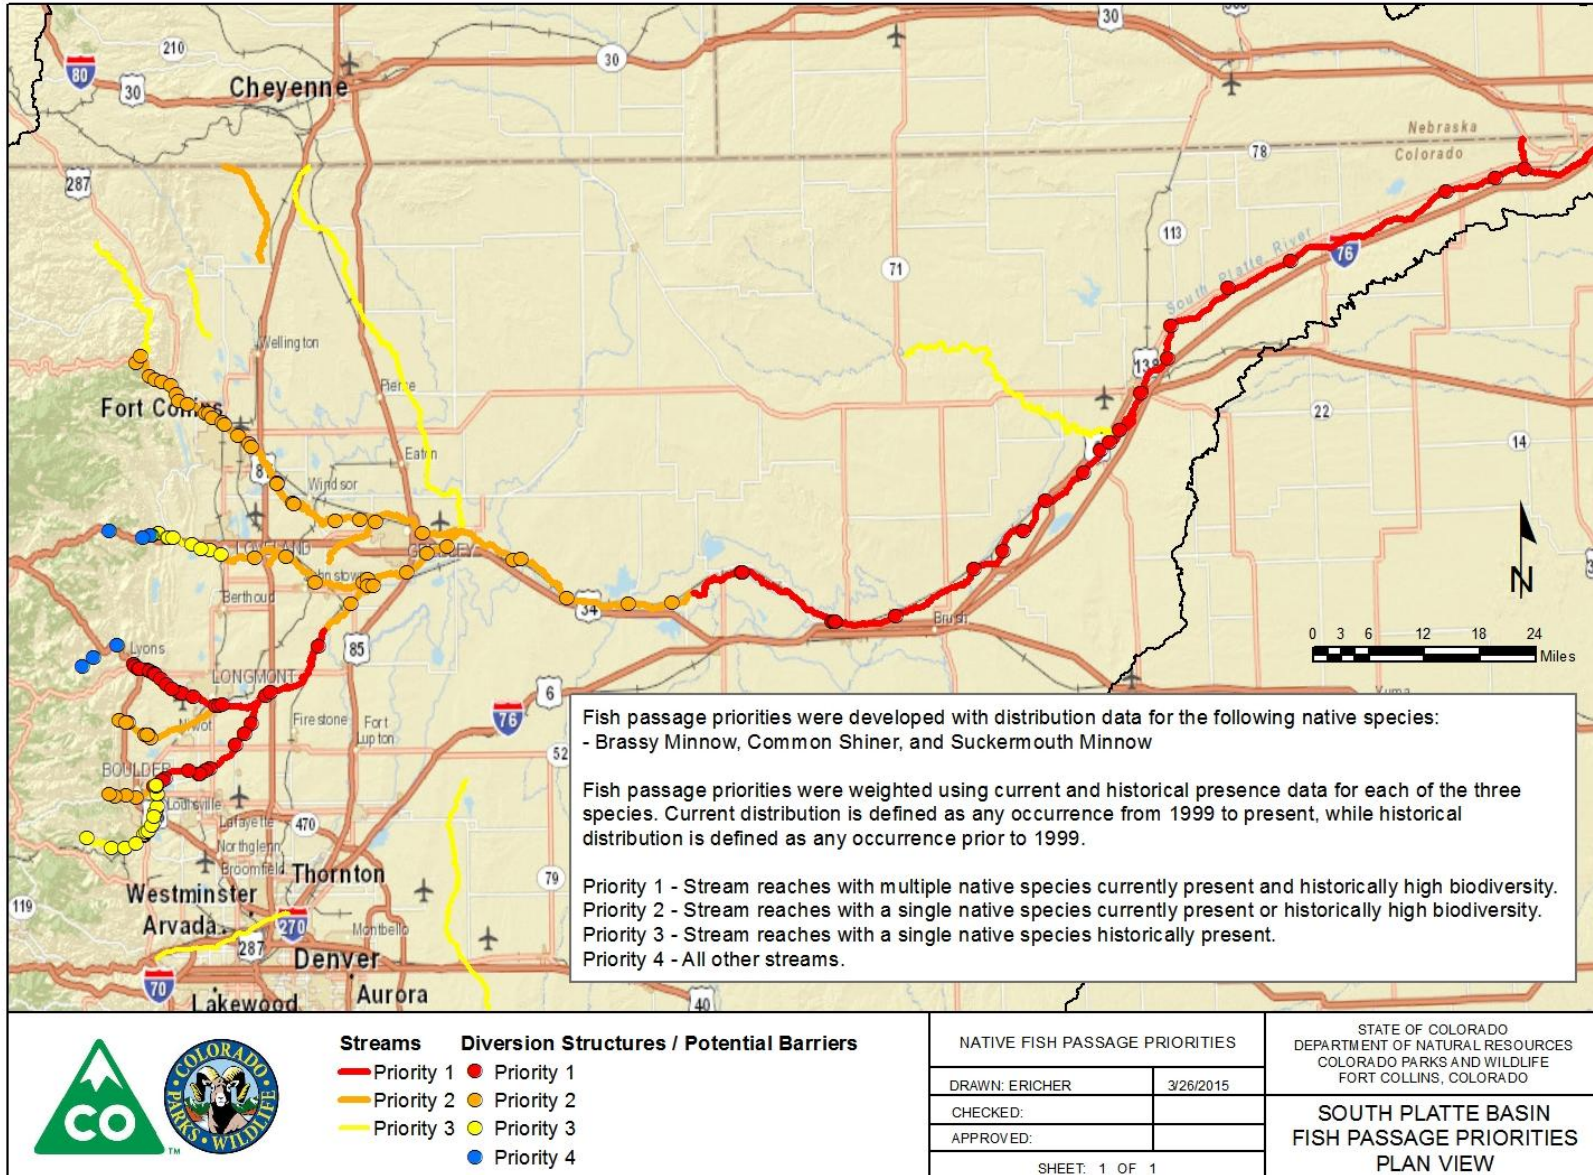 30
210
80
30
Cheyenne
30
Nebraska
Colorado
78
287
113
South Platte River
76
71
Wellington
138
Pierce
Fort Collins
22
14
Eaton
87
Windsor
LOVELAND
GREELEY
Johnstown
N
Berthoud
34
Brush
0 3 6 12 18 24
Miles
Lyons
85
LONGMONT
6
Yuma
Niwot
Firestone
Fort
Lupton
76
52
BOULDER
Louisville
Lafayette
470
Northglenn
Broomfield
Thornton
79
Westminster
119
Arvada
270
287
Montbello
Denver
70
Lakewood
Aurora
40
Fish passage priorities were developed with distribution data for the following native species:
- Brassy Minnow, Common Shiner, and Suckermouth Minnow
Fish passage priorities were weighted using current and historical presence data for each of the three
species. Current distribution is defined as any occurrence from 1999 to present, while historical
distribution is defined as any occurrence prior to 1999.
Priority 1 - Stream reaches with multiple native species currently present and historically high biodiversity.
Priority 2 - Stream reaches with a single native species currently present or historically high biodiversity.
Priority 3 - Stream reaches with a single native species historically present.
Priority 4 - All other streams.
CO
TM
COLORADO
PARKS • WILDLIFE
Streams
Priority 1
Priority 2
Priority 3
Diversion Structures / Potential Barriers
Priority 1
Priority 2
Priority 3
Priority 4
NATIVE FISH PASSAGE PRIORITIES
DRAWN: ERICHER 3/26/2015
CHECKED:
APPROVED:
SHEET: 1 OF 1
STATE OF COLORADO
DEPARTMENT OF NATURAL RESOURCES
COLORADO PARKS AND WILDLIFE
FORT COLLINS, COLORADO
SOUTH PLATTE BASIN
FISH PASSAGE PRIORITIES
PLAN VIEW